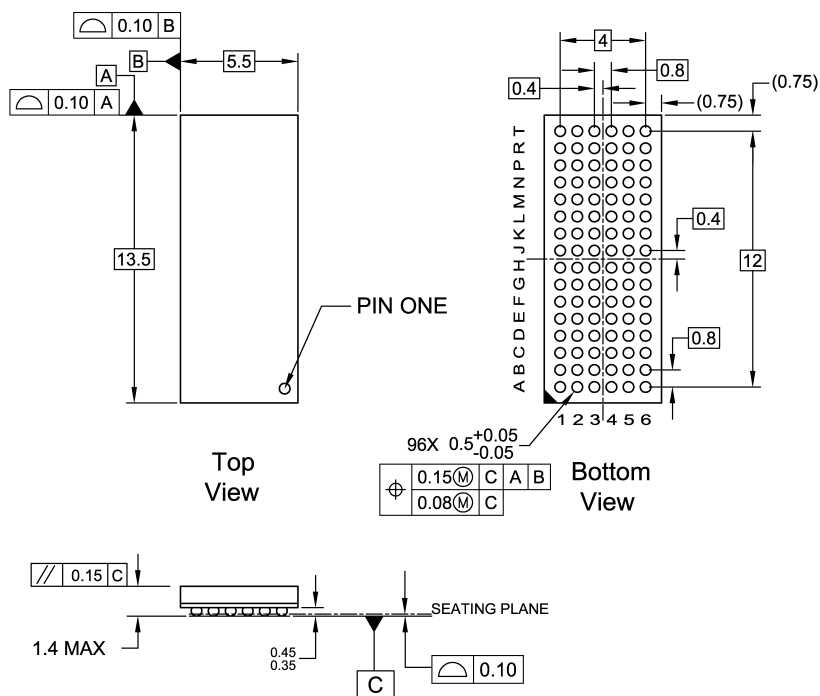 0.10 B
B
5.5
A
0.10 A
13.5
PIN ONE
Top
View
4
0.8
0.4
(0.75)
(0.75)
A B C D E F G H J K L M N P R T
0.4
12
0.8
1 2 3 4 5 6
96X 0.5 +0.05
-0.05
0.15Ⓜ C A B
0.08Ⓜ C
Bottom
View
// 0.15 C
SEATING PLANE
1.4 MAX
0.45
0.35
C
0.10